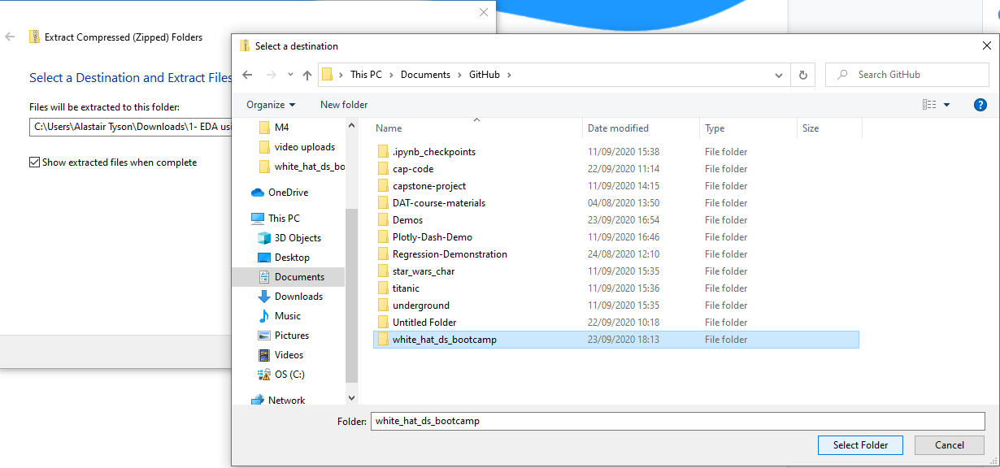 Extract Compressed (Zipped) Folders
Select a Destination and Extract Files
Files will be extracted to this folder:
C:\Users\Alastair Tyson\Downloads\1- EDA usi
Show extracted files when complete
Select a destination
This PC > Documents > GitHub >
Search GitHub
Organize New folder
?
M4
video uploads
white_hat_ds_bo
OneDrive
This PC
3D Objects
Desktop
Documents
Downloads
Music
Pictures
Videos
OS (C:)
Network
Name Date modified Type Size
.ipynb_checkpoints 11/09/2020 15:38 File folder
cap-code 22/09/2020 11:14 File folder
capstone-project 11/09/2020 14:15 File folder
DAT-course-materials 04/08/2020 13:50 File folder
Demos 23/09/2020 16:54 File folder
Plotly-Dash-Demo 11/09/2020 16:46 File folder
Regression-Demonstration 24/08/2020 12:10 File folder
star_wars_char 11/09/2020 15:35 File folder
titanic 11/09/2020 15:36 File folder
underground 11/09/2020 15:35 File folder
Untitled Folder 22/09/2020 10:18 File folder
white_hat_ds_bootcamp 23/09/2020 18:13 File folder
Folder: white_hat_ds_bootcamp
Select Folder Cancel